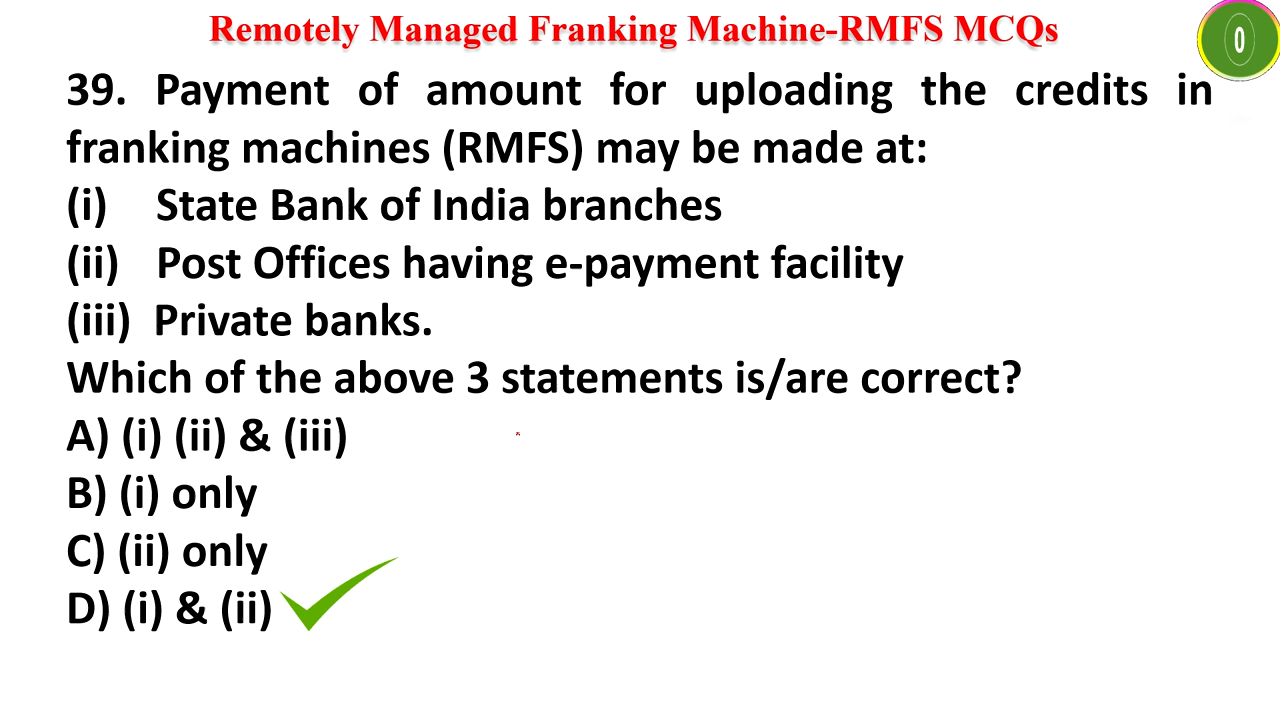 Remotely Managed Franking Machine-RMFS MCQs
0
39. Payment of amount for uploading the credits in
franking machines (RMFS) may be made at:
(i) State Bank of India branches
(ii) Post Offices having e-payment facility
(iii) Private banks.
Which of the above 3 statements is/are correct?
A) (i) (ii) & (iii)
B) (i) only
C) (ii) only
D) (i) & (ii)